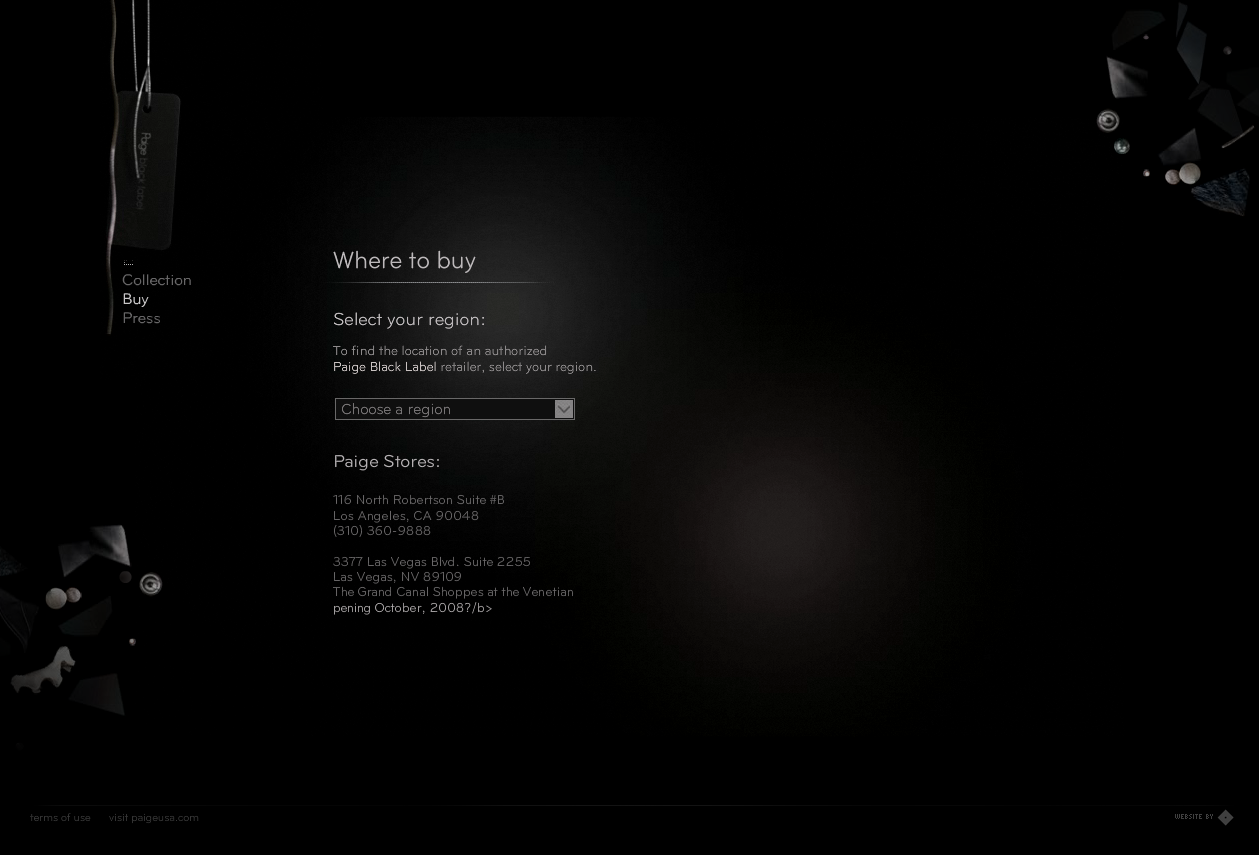 Paige black label
Collection
Buy
Press
Where to buy
Select your region:
To find the location of an authorized
Paige Black Label retailer, select your region.
Choose a region
Paige Stores:
116 North Robertson Suite #B
Los Angeles, CA 90048
(310) 360-9888
3377 Las Vegas Blvd. Suite 2255
Las Vegas, NV 89109
The Grand Canal Shoppes at the Venetian
pening October, 2008?/b>
terms of use
visit paigeusa.com
WEBSITE BY